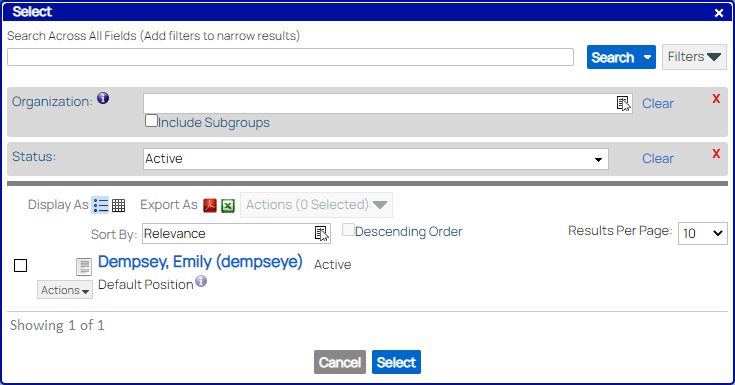 Select
Search Across All Fields (Add filters to narrow results)
Search Filters
Organization: Clear X
Include Subgroups
Status: Active Clear X
Display As Export As Actions (0 Selected)
Sort By: Relevance Descending Order Results Per Page: 10
Dempsey, Emily (dempseye) Active
Actions Default Position
Showing 1 of 1
Cancel Select